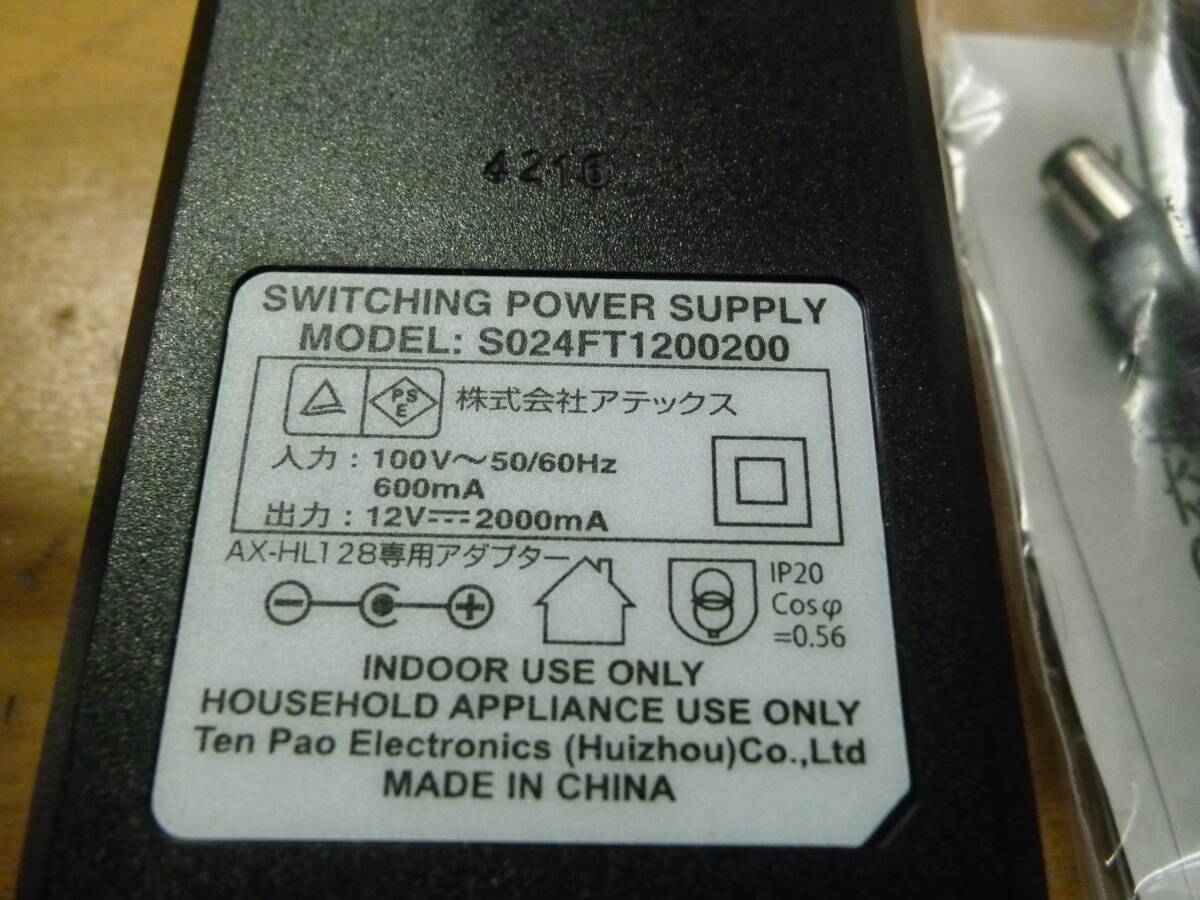 4216
SWITCHING POWER SUPPLY
MODEL: S024FT1200200
PSE 株式会社アテックス
入力：100V～50/60Hz
600mA
出力：12V⎓2000mA
AX-HL128専用アダプター
IP20
Cosφ
=0.56
INDOOR USE ONLY
HOUSEHOLD APPLIANCE USE ONLY
Ten Pao Electronics (Huizhou)Co.,Ltd
MADE IN CHINA